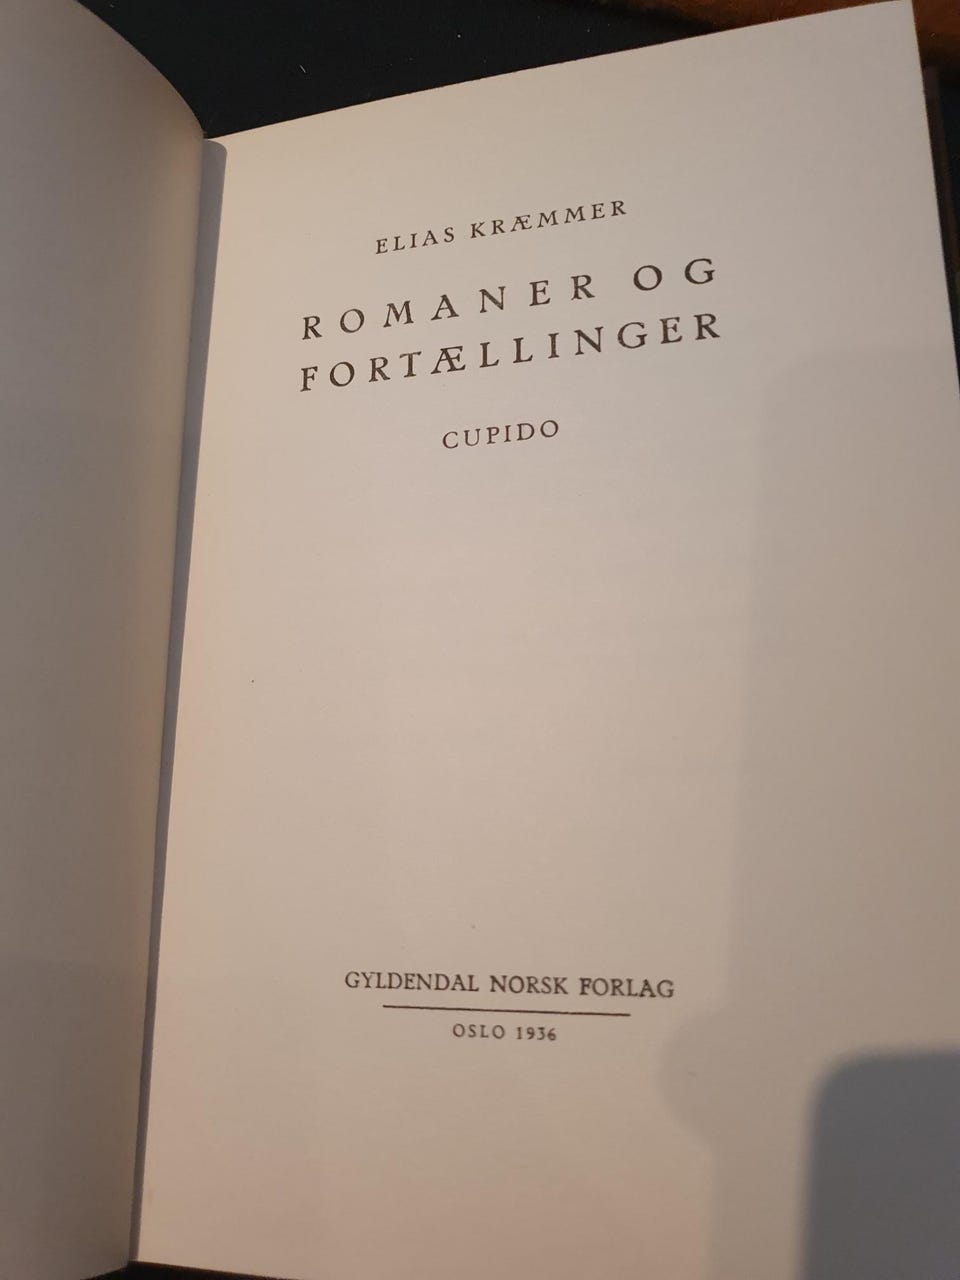 ELIAS KRÆMMER
ROMANER OG
FORTÆLLINGER
CUPIDO
GYLDENDAL NORSK FORLAG
OSLO 1936